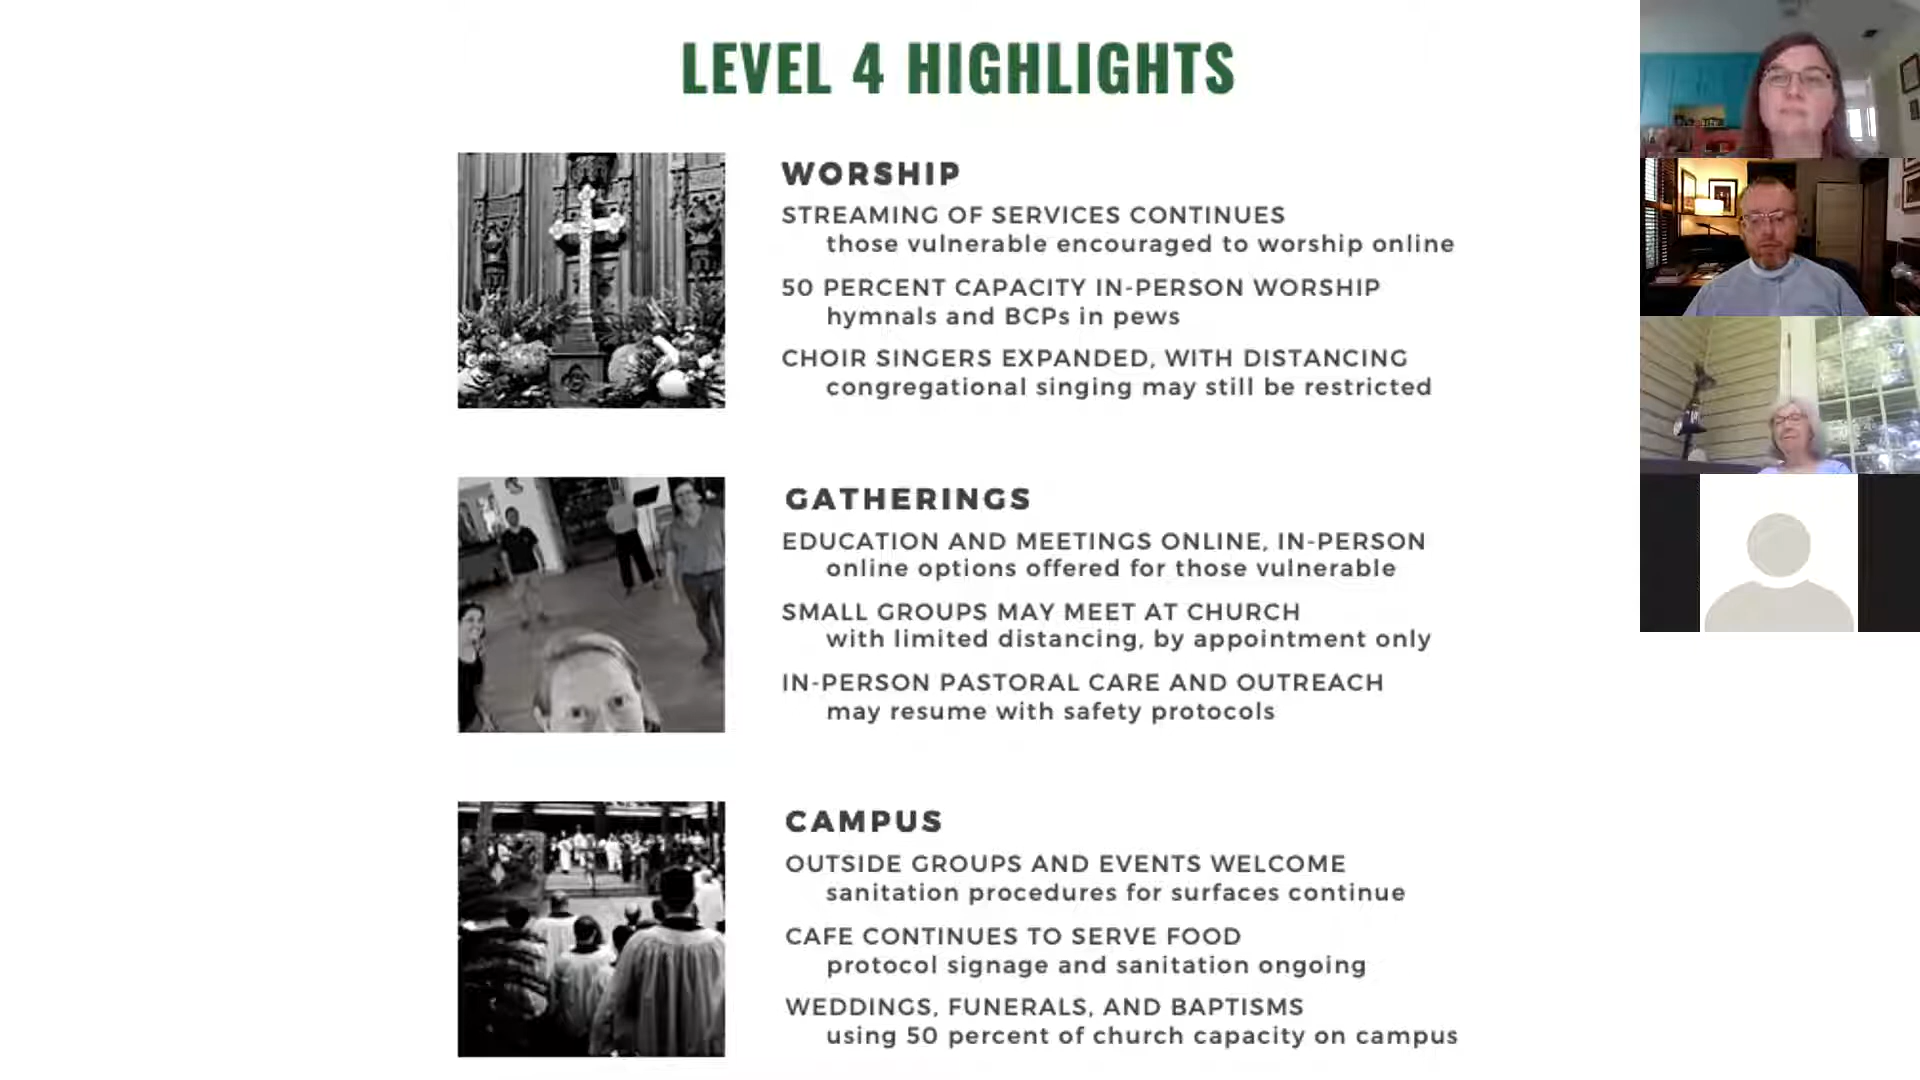 LEVEL 4 HIGHLIGHTS
WORSHIP
STREAMING OF SERVICES CONTINUES
those vulnerable encouraged to worship online
50 PERCENT CAPACITY IN-PERSON WORSHIP
hymnals and BCPs in pews
CHOIR SINGERS EXPANDED, WITH DISTANCING
congregational singing may still be restricted
GATHERINGS
EDUCATION AND MEETINGS ONLINE, IN-PERSON
online options offered for those vulnerable
SMALL GROUPS MAY MEET AT CHURCH
with limited distancing, by appointment only
IN-PERSON PASTORAL CARE AND OUTREACH
may resume with safety protocols
CAMPUS
OUTSIDE GROUPS AND EVENTS WELCOME
sanitation procedures for surfaces continue
CAFE CONTINUES TO SERVE FOOD
protocol signage and sanitation ongoing
WEDDINGS, FUNERALS, AND BAPTISMS
using 50 percent of church capacity on campus